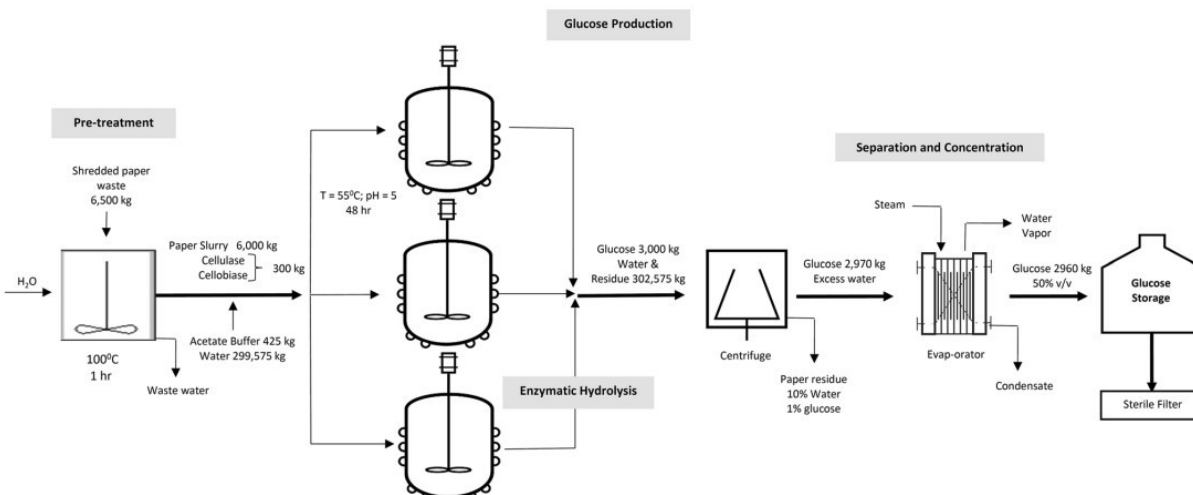 Glucose Production
Pre-treatment
Shredded paper
waste
6,500 kg
H₂O
100⁰C
1 hr
Waste water
Paper Slurry 6,000 kg
Cellulase
Cellobiase
300 kg
Acetate Buffer 425 kg
Water 299,575 kg
T = 55⁰C; pH = 5
48 hr
Enzymatic Hydrolysis
Glucose 3,000 kg
Water &
Residue 302,575 kg
Separation and Concentration
Centrifuge
Paper residue
10% Water
1% glucose
Glucose 2,970 kg
Excess water
Steam
Water
Vapor
Evap-orator
Condensate
Glucose 2960 kg
50% v/v
Glucose
Storage
Sterile Filter